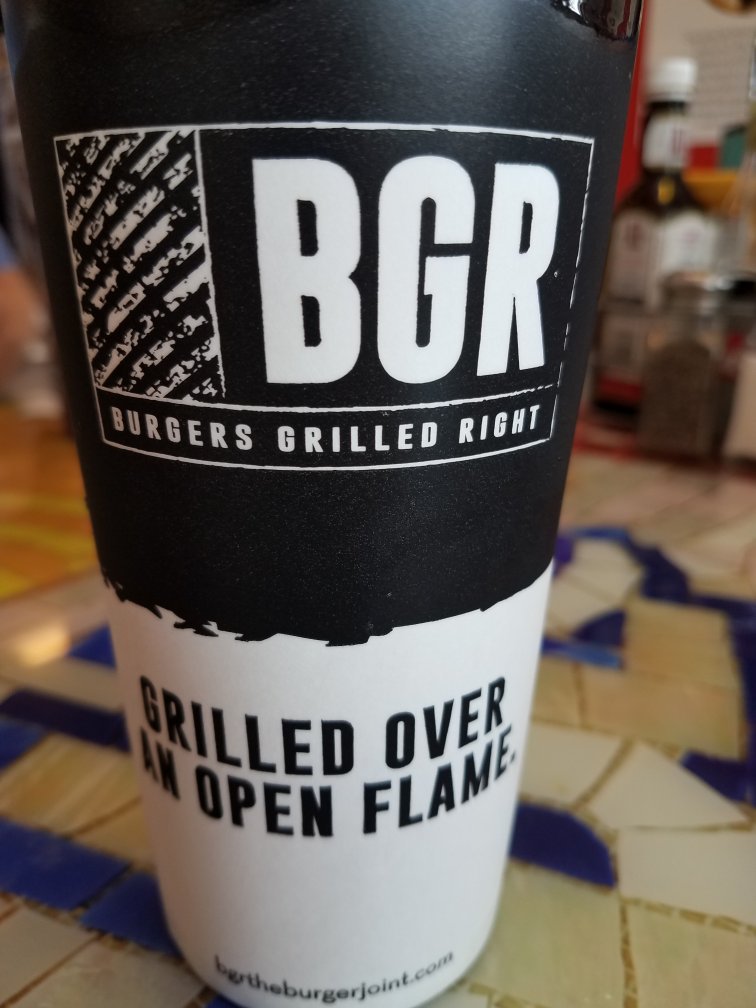 BGR
BURGERS GRILLED RIGHT
GRILLED OVER
AN OPEN FLAME.
bgrtheburgerjoint.com